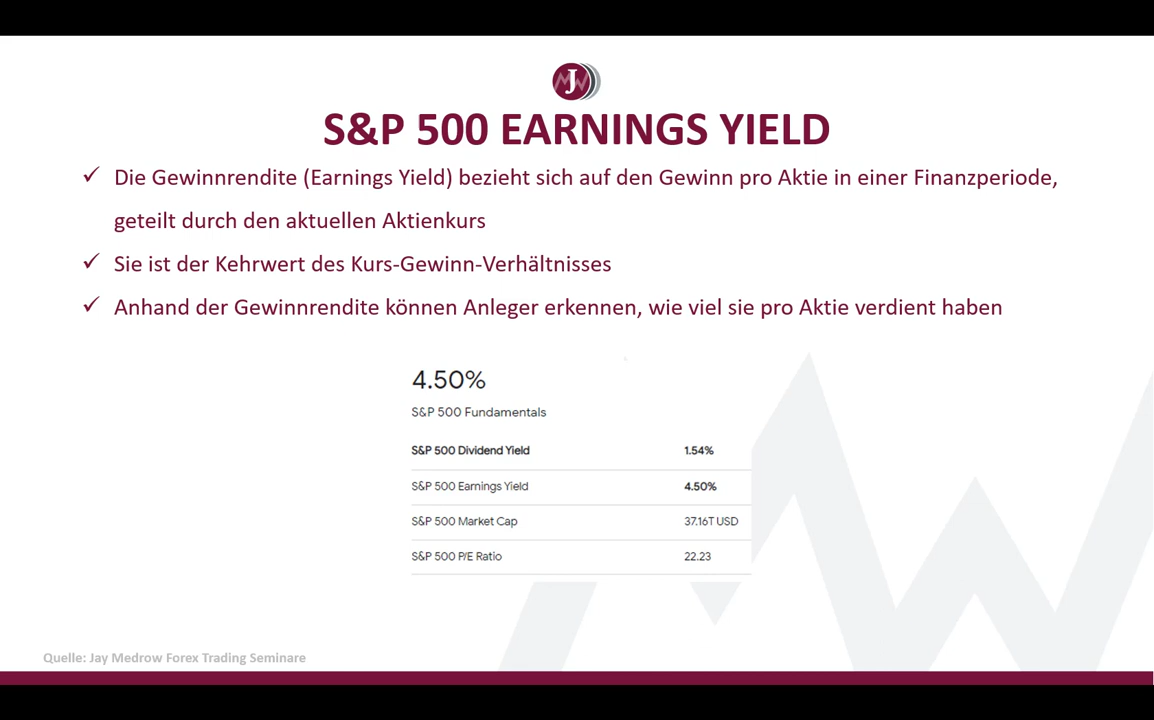 J
S&P 500 EARNINGS YIELD
✓ Die Gewinnrendite (Earnings Yield) bezieht sich auf den Gewinn pro Aktie in einer Finanzperiode,
geteilt durch den aktuellen Aktienkurs
✓ Sie ist der Kehrwert des Kurs-Gewinn-Verhältnisses
✓ Anhand der Gewinnrendite können Anleger erkennen, wie viel sie pro Aktie verdient haben
4.50%
S&P 500 Fundamentals
S&P 500 Dividend Yield 1.54%
S&P 500 Earnings Yield 4.50%
S&P 500 Market Cap 37.16T USD
S&P 500 P/E Ratio 22.23
Quelle: Jay Medrow Forex Trading Seminare